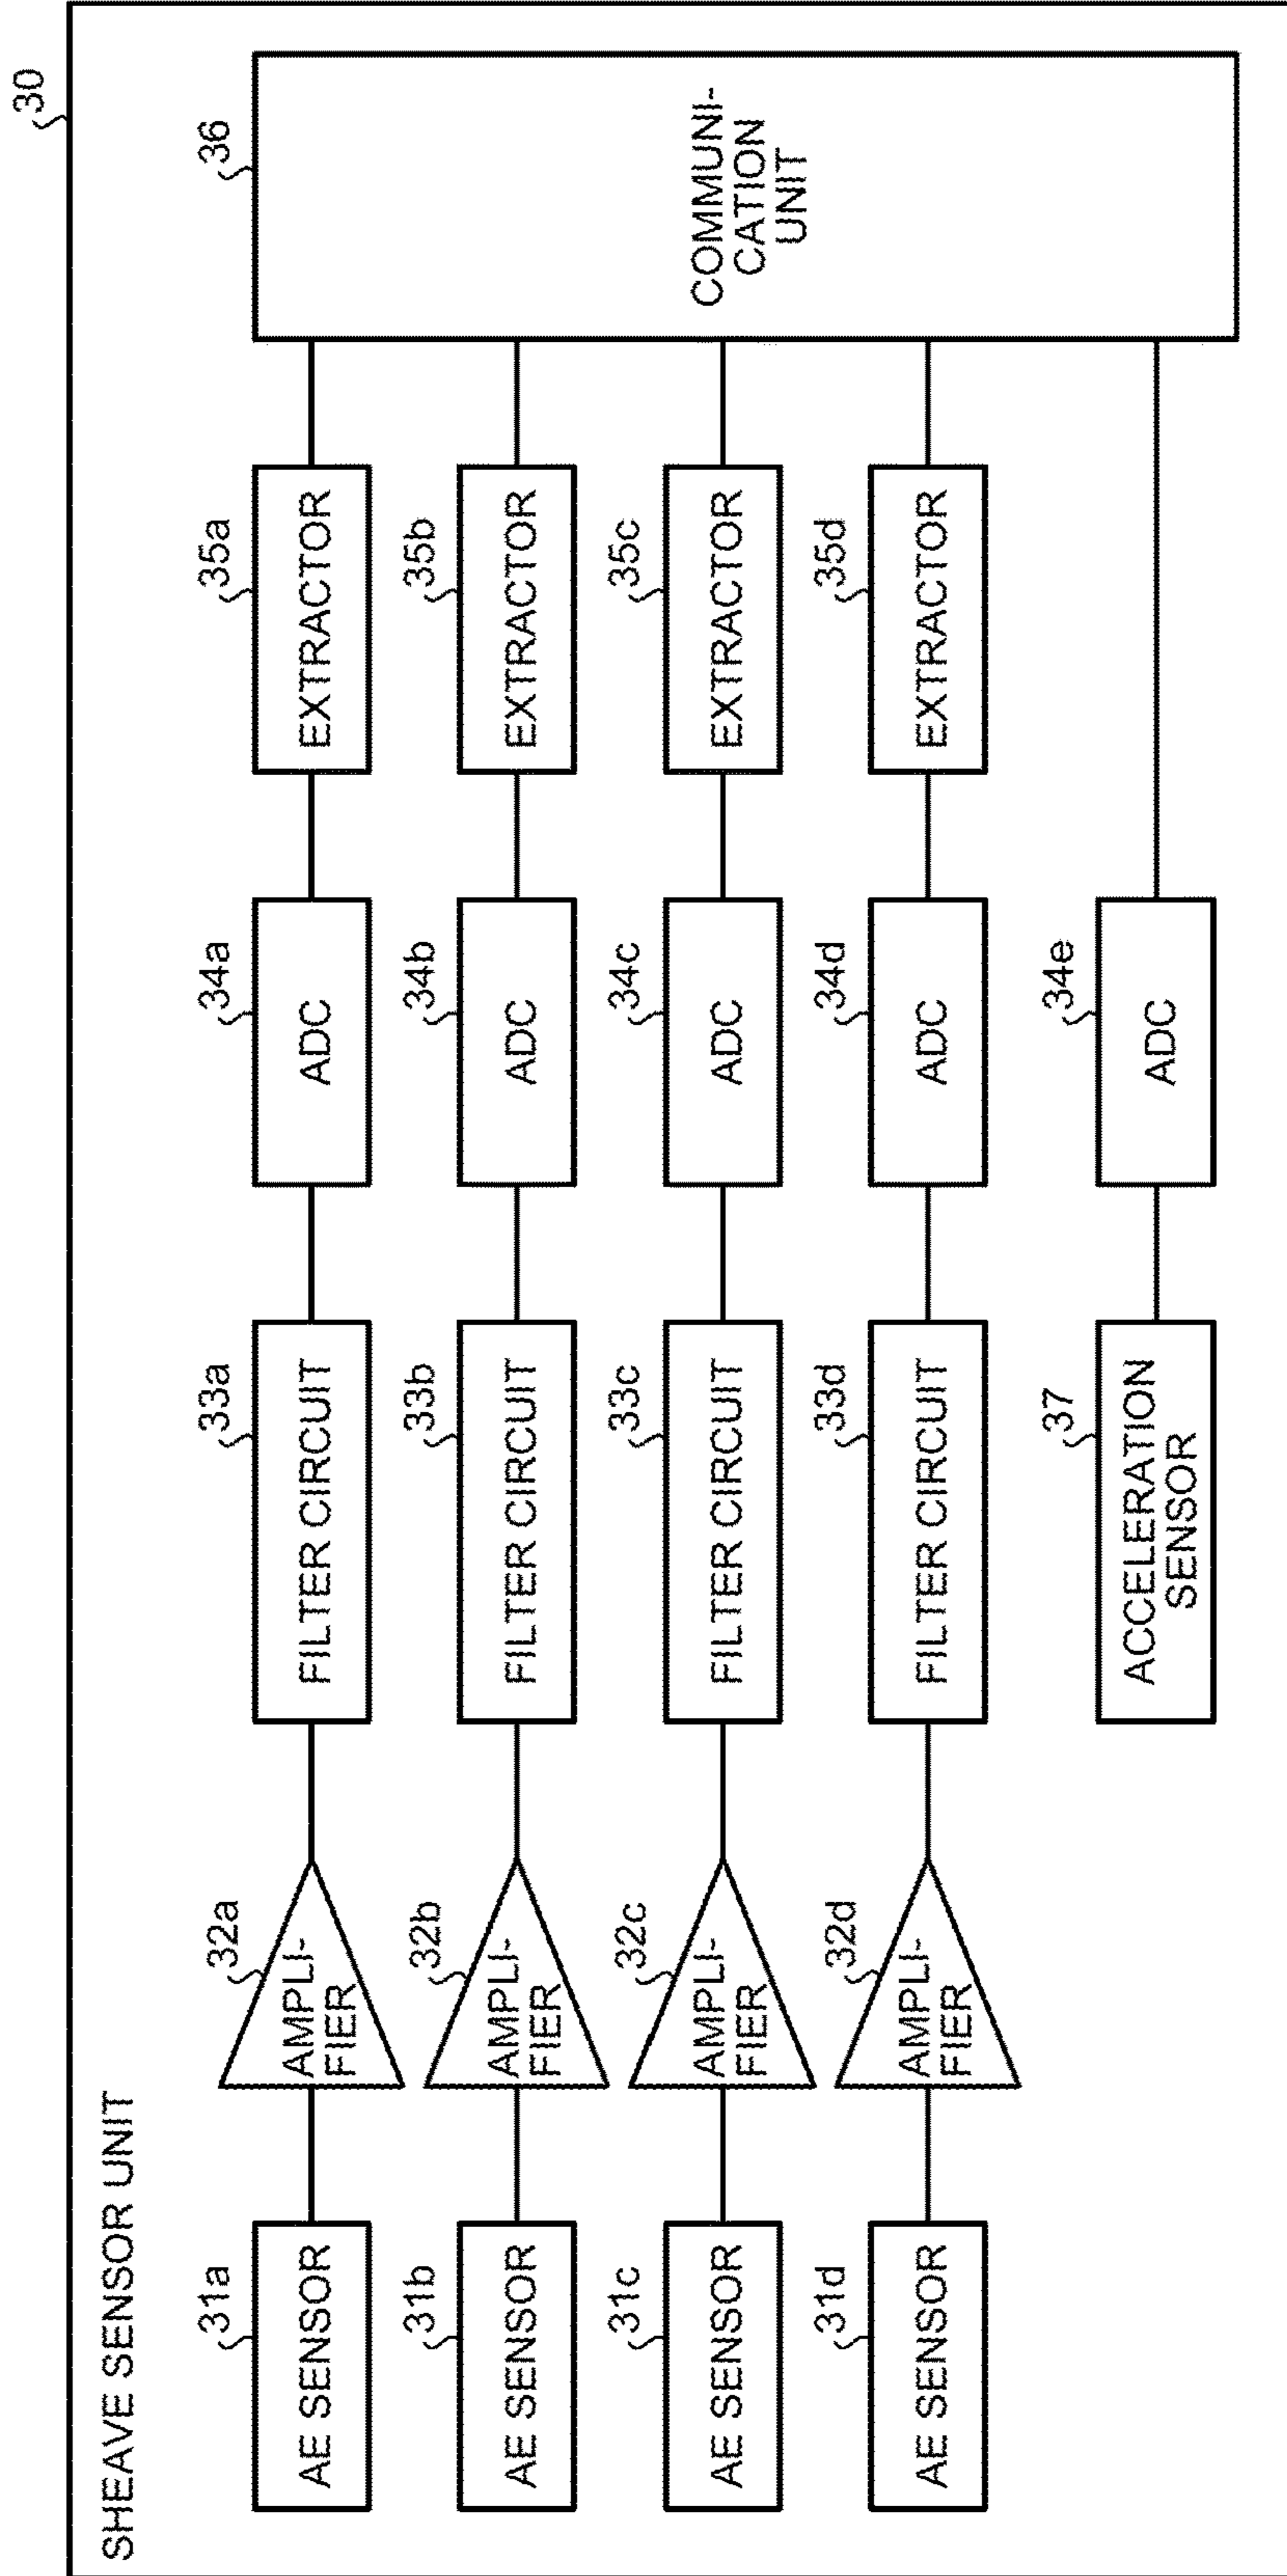 30
SHEAVE SENSOR UNIT
31a
32a
33a
34a
35a
36
AE SENSOR
AMPLI-
FIER
FILTER CIRCUIT
ADC
EXTRACTOR
COMMUNI-
CATION
UNIT
31b
32b
33b
34b
35b
AE SENSOR
AMPLI-
FIER
FILTER CIRCUIT
ADC
EXTRACTOR
31c
32c
33c
34c
35c
AE SENSOR
AMPLI-
FIER
FILTER CIRCUIT
ADC
EXTRACTOR
31d
32d
33d
34d
35d
AE SENSOR
AMPLI-
FIER
FILTER CIRCUIT
ADC
EXTRACTOR
37
34e
ACCELERATION
SENSOR
ADC